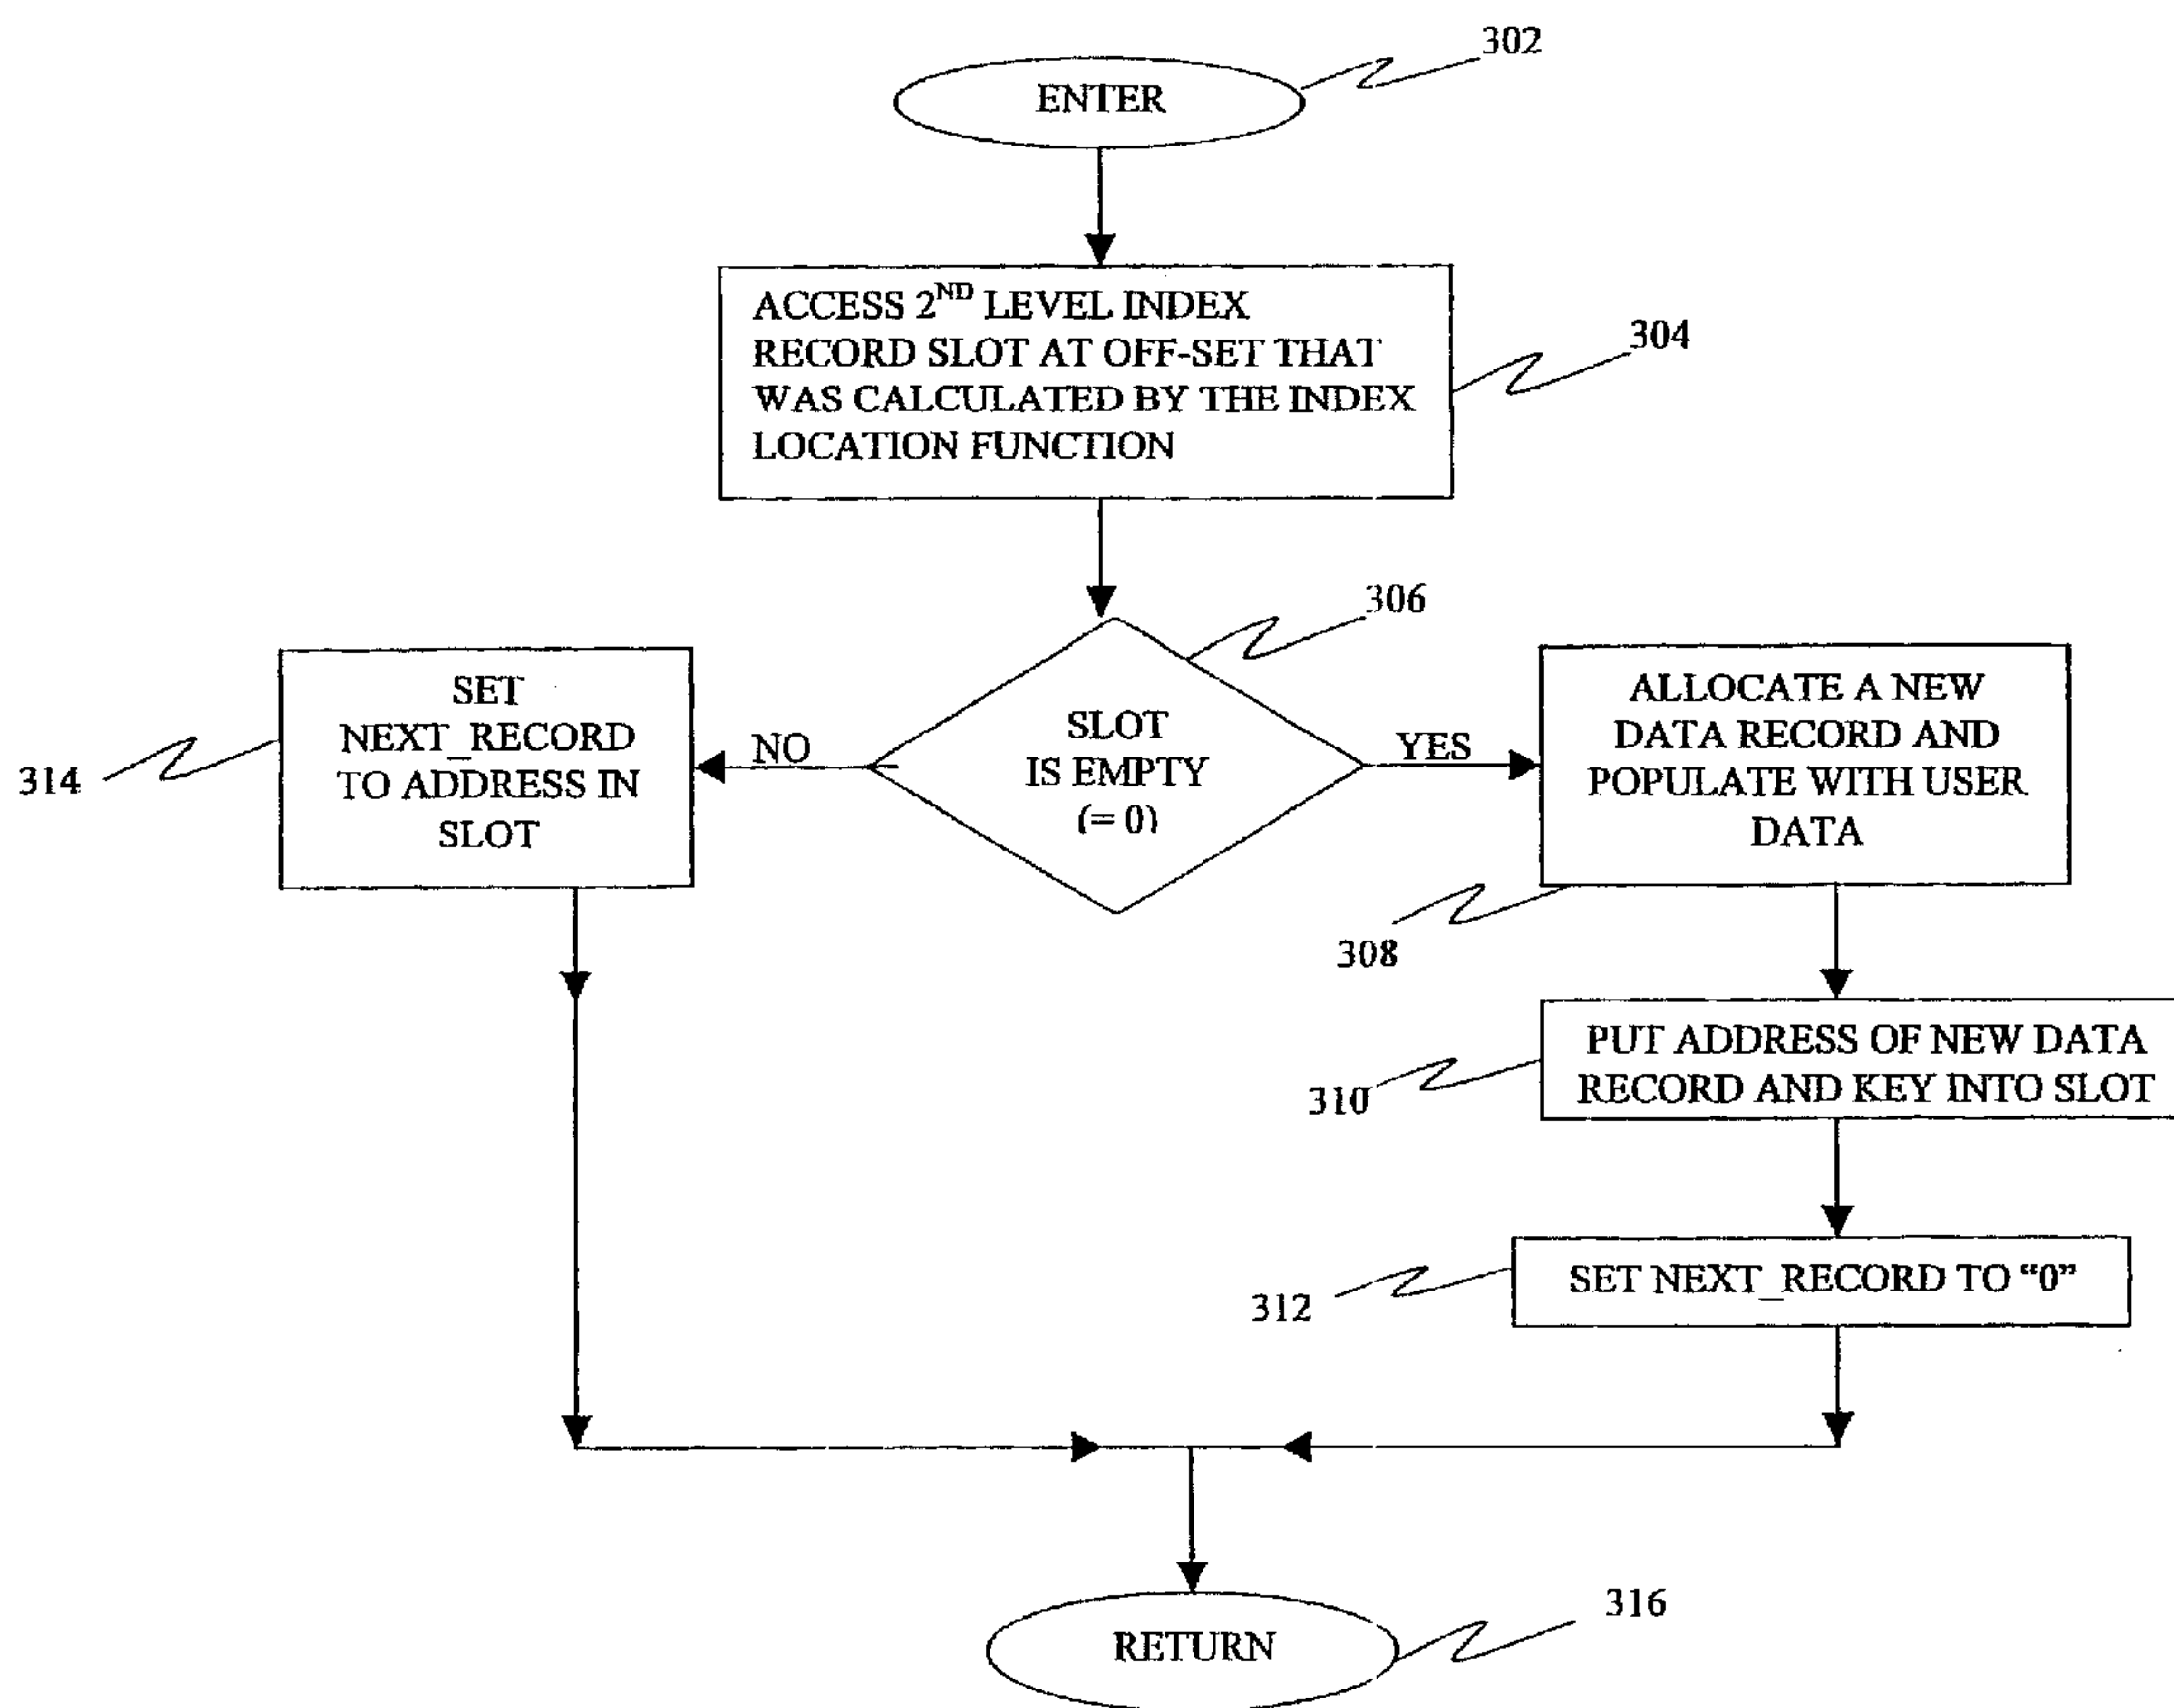 302
ENTER
ACCESS 2ND LEVEL INDEX
RECORD SLOT AT OFF-SET THAT
WAS CALCULATED BY THE INDEX
LOCATION FUNCTION
304
306
SLOT
IS EMPTY
(= 0)
NO
YES
SET
NEXT_RECORD
TO ADDRESS IN
SLOT
314
ALLOCATE A NEW
DATA RECORD AND
POPULATE WITH USER
DATA
308
PUT ADDRESS OF NEW DATA
RECORD AND KEY INTO SLOT
310
SET NEXT_RECORD TO “0”
312
RETURN
316